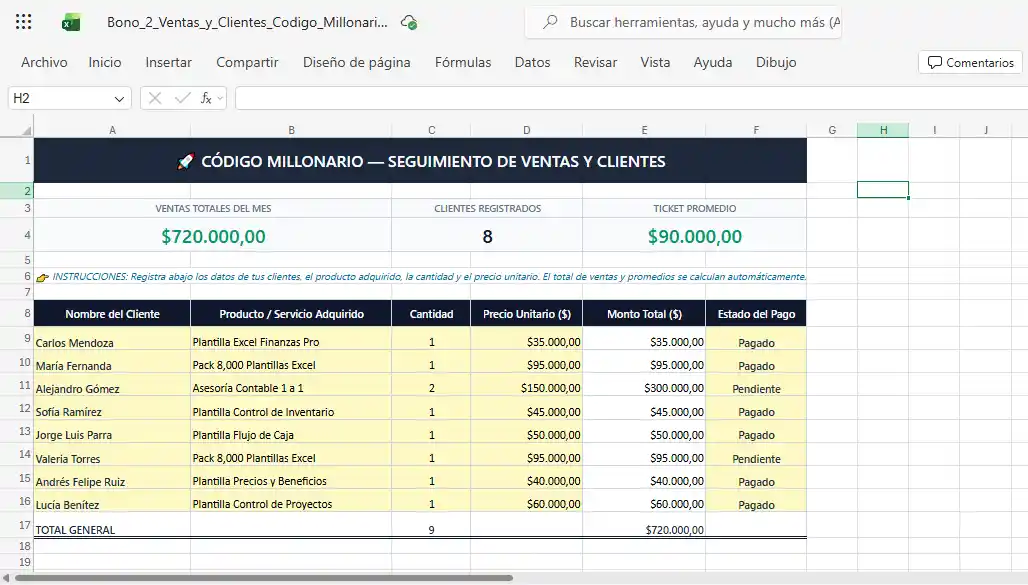 Bono_2_Ventas_y_Clientes_Codigo_Millonari...
Buscar herramientas, ayuda y mucho más (A
Archivo Inicio Insertar Compartir Diseño de página Fórmulas Datos Revisar Vista Ayuda Dibujo Comentarios
H2 fx
A B C D E F G H I J
1 CÓDIGO MILLONARIO — SEGUIMIENTO DE VENTAS Y CLIENTES
2
3 VENTAS TOTALES DEL MES CLIENTES REGISTRADOS TICKET PROMEDIO
4 $720.000,00 8 $90.000,00
5
6 INSTRUCCIONES: Registra abajo los datos de tus clientes, el producto adquirido, la cantidad y el precio unitario. El total de ventas y promedios se calculan automáticamente.
7
8 Nombre del Cliente Producto / Servicio Adquirido Cantidad Precio Unitario ($) Monto Total ($) Estado del Pago
9 Carlos Mendoza Plantilla Excel Finanzas Pro 1 $35.000,00 $35.000,00 Pagado
10 María Fernanda Pack 8,000 Plantillas Excel 1 $95.000,00 $95.000,00 Pagado
11 Alejandro Gómez Asesoría Contable 1 a 1 2 $150.000,00 $300.000,00 Pendiente
12 Sofía Ramírez Plantilla Control de Inventario 1 $45.000,00 $45.000,00 Pagado
13 Jorge Luis Parra Plantilla Flujo de Caja 1 $50.000,00 $50.000,00 Pagado
14 Valeria Torres Pack 8,000 Plantillas Excel 1 $95.000,00 $95.000,00 Pendiente
15 Andrés Felipe Ruiz Plantilla Precios y Beneficios 1 $40.000,00 $40.000,00 Pagado
16 Lucía Benítez Plantilla Control de Proyectos 1 $60.000,00 $60.000,00 Pagado
17 TOTAL GENERAL 9 $720.000,00
18
19